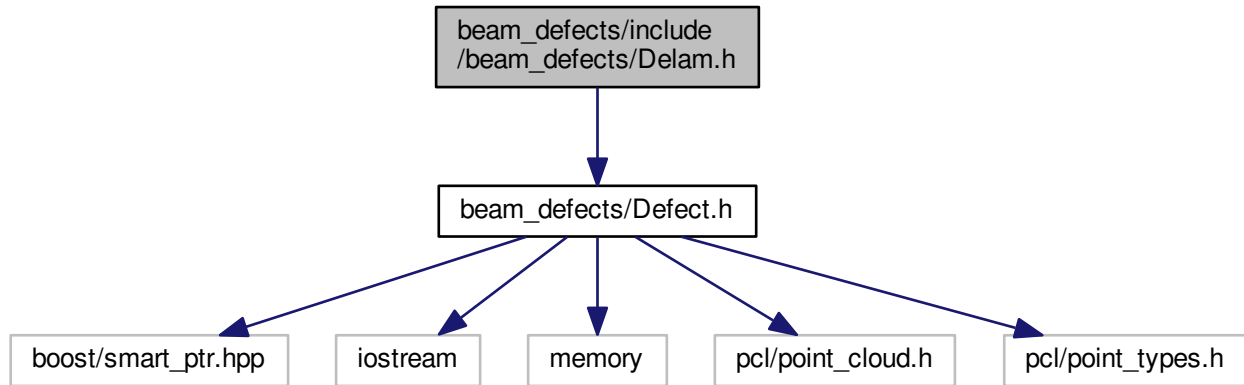 beam_defects/include
/beam_defects/Delam.h
beam_defects/Defect.h
boost/smart_ptr.hpp
iostream
memory
pcl/point_cloud.h
pcl/point_types.h